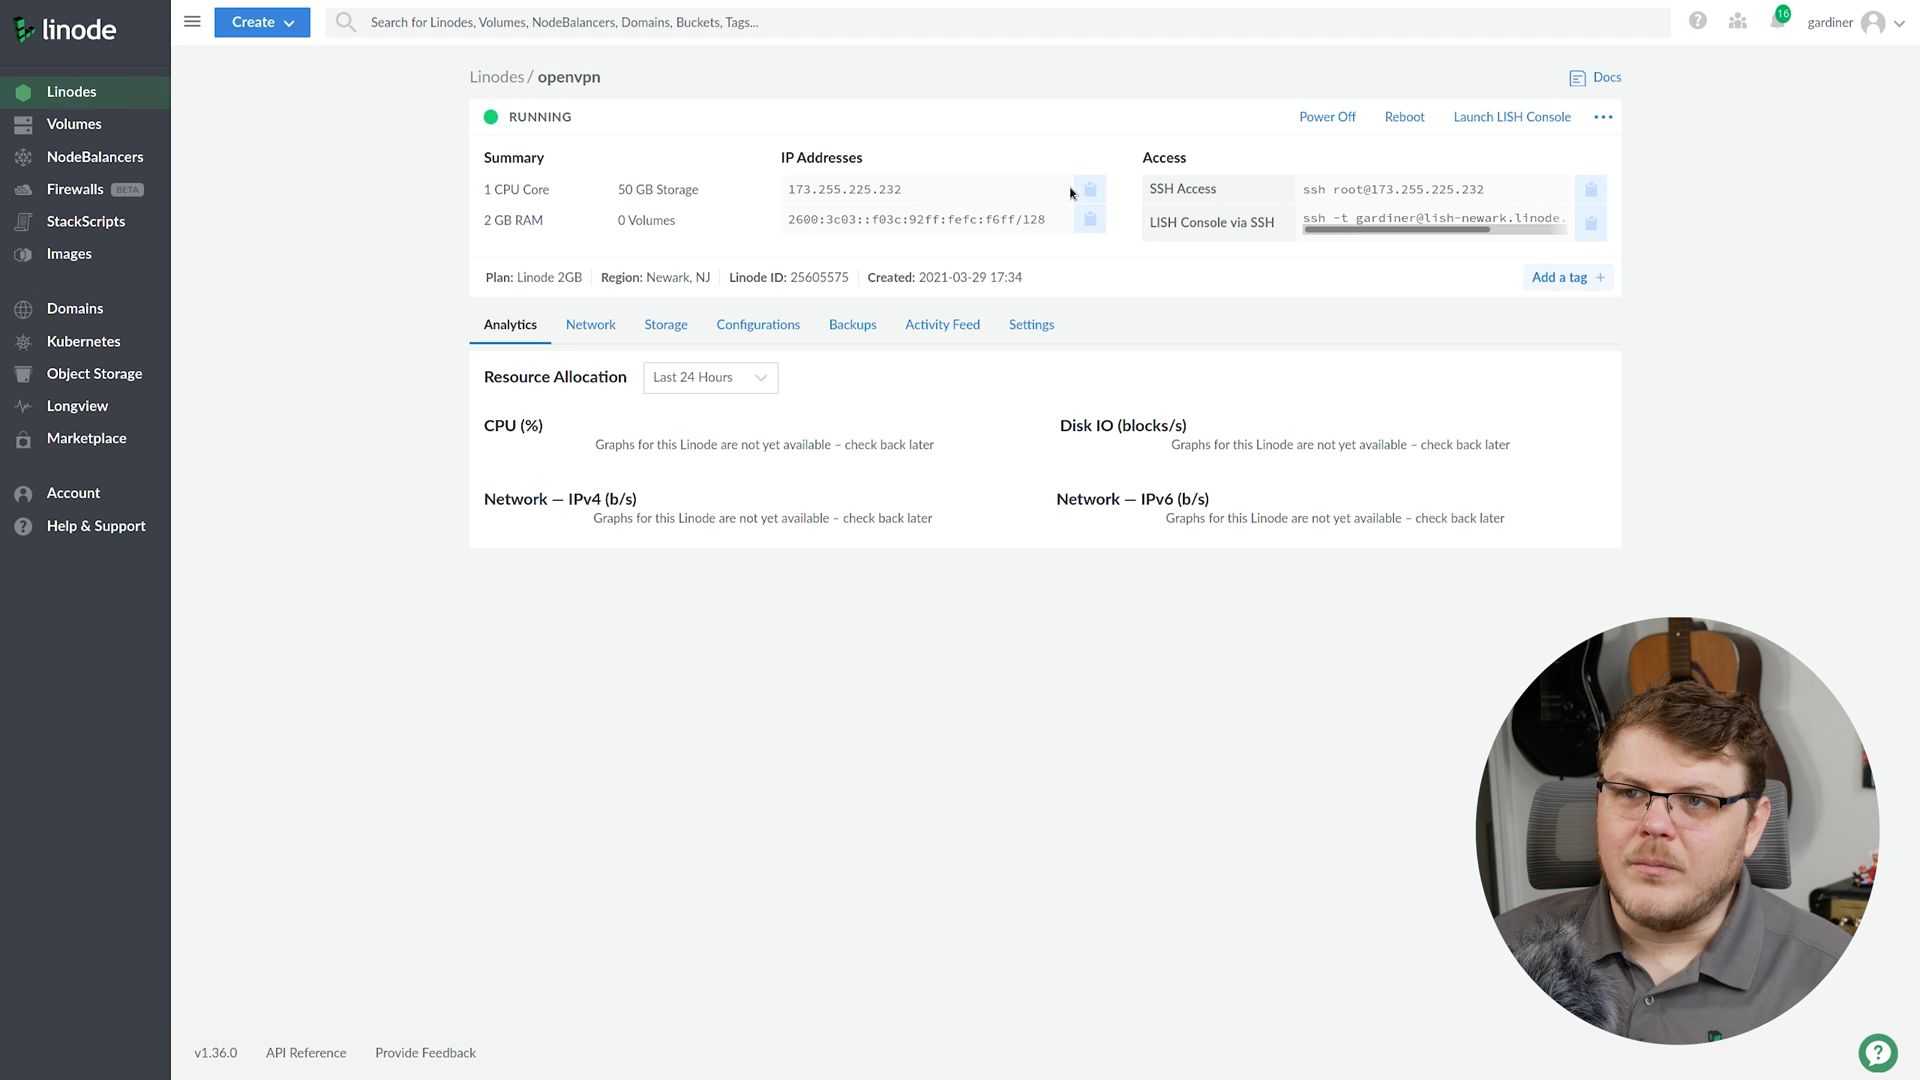 linode
Create
Search for Linodes, Volumes, NodeBalancers, Domains, Buckets, Tags...
16
gardiner
Linodes
Volumes
NodeBalancers
Firewalls BETA
StackScripts
Images
Domains
Kubernetes
Object Storage
Longview
Marketplace
Account
Help & Support
Linodes / openvpn
Docs
RUNNING
Power Off
Reboot
Launch LISH Console
Summary
1 CPU Core
50 GB Storage
2 GB RAM
0 Volumes
IP Addresses
173.255.225.232
2600:3c03::f03c:92ff:fefc:f6ff/128
Access
SSH Access
ssh root@173.255.225.232
LISH Console via SSH
ssh -t gardiner@lish-newark.linode.
Plan: Linode 2GB
Region: Newark, NJ
Linode ID: 25605575
Created: 2021-03-29 17:34
Add a tag +
Analytics
Network
Storage
Configurations
Backups
Activity Feed
Settings
Resource Allocation
Last 24 Hours
CPU (%)
Graphs for this Linode are not yet available – check back later
Disk IO (blocks/s)
Graphs for this Linode are not yet available – check back later
Network — IPv4 (b/s)
Graphs for this Linode are not yet available – check back later
Network — IPv6 (b/s)
Graphs for this Linode are not yet available – check back later
v1.36.0
API Reference
Provide Feedback